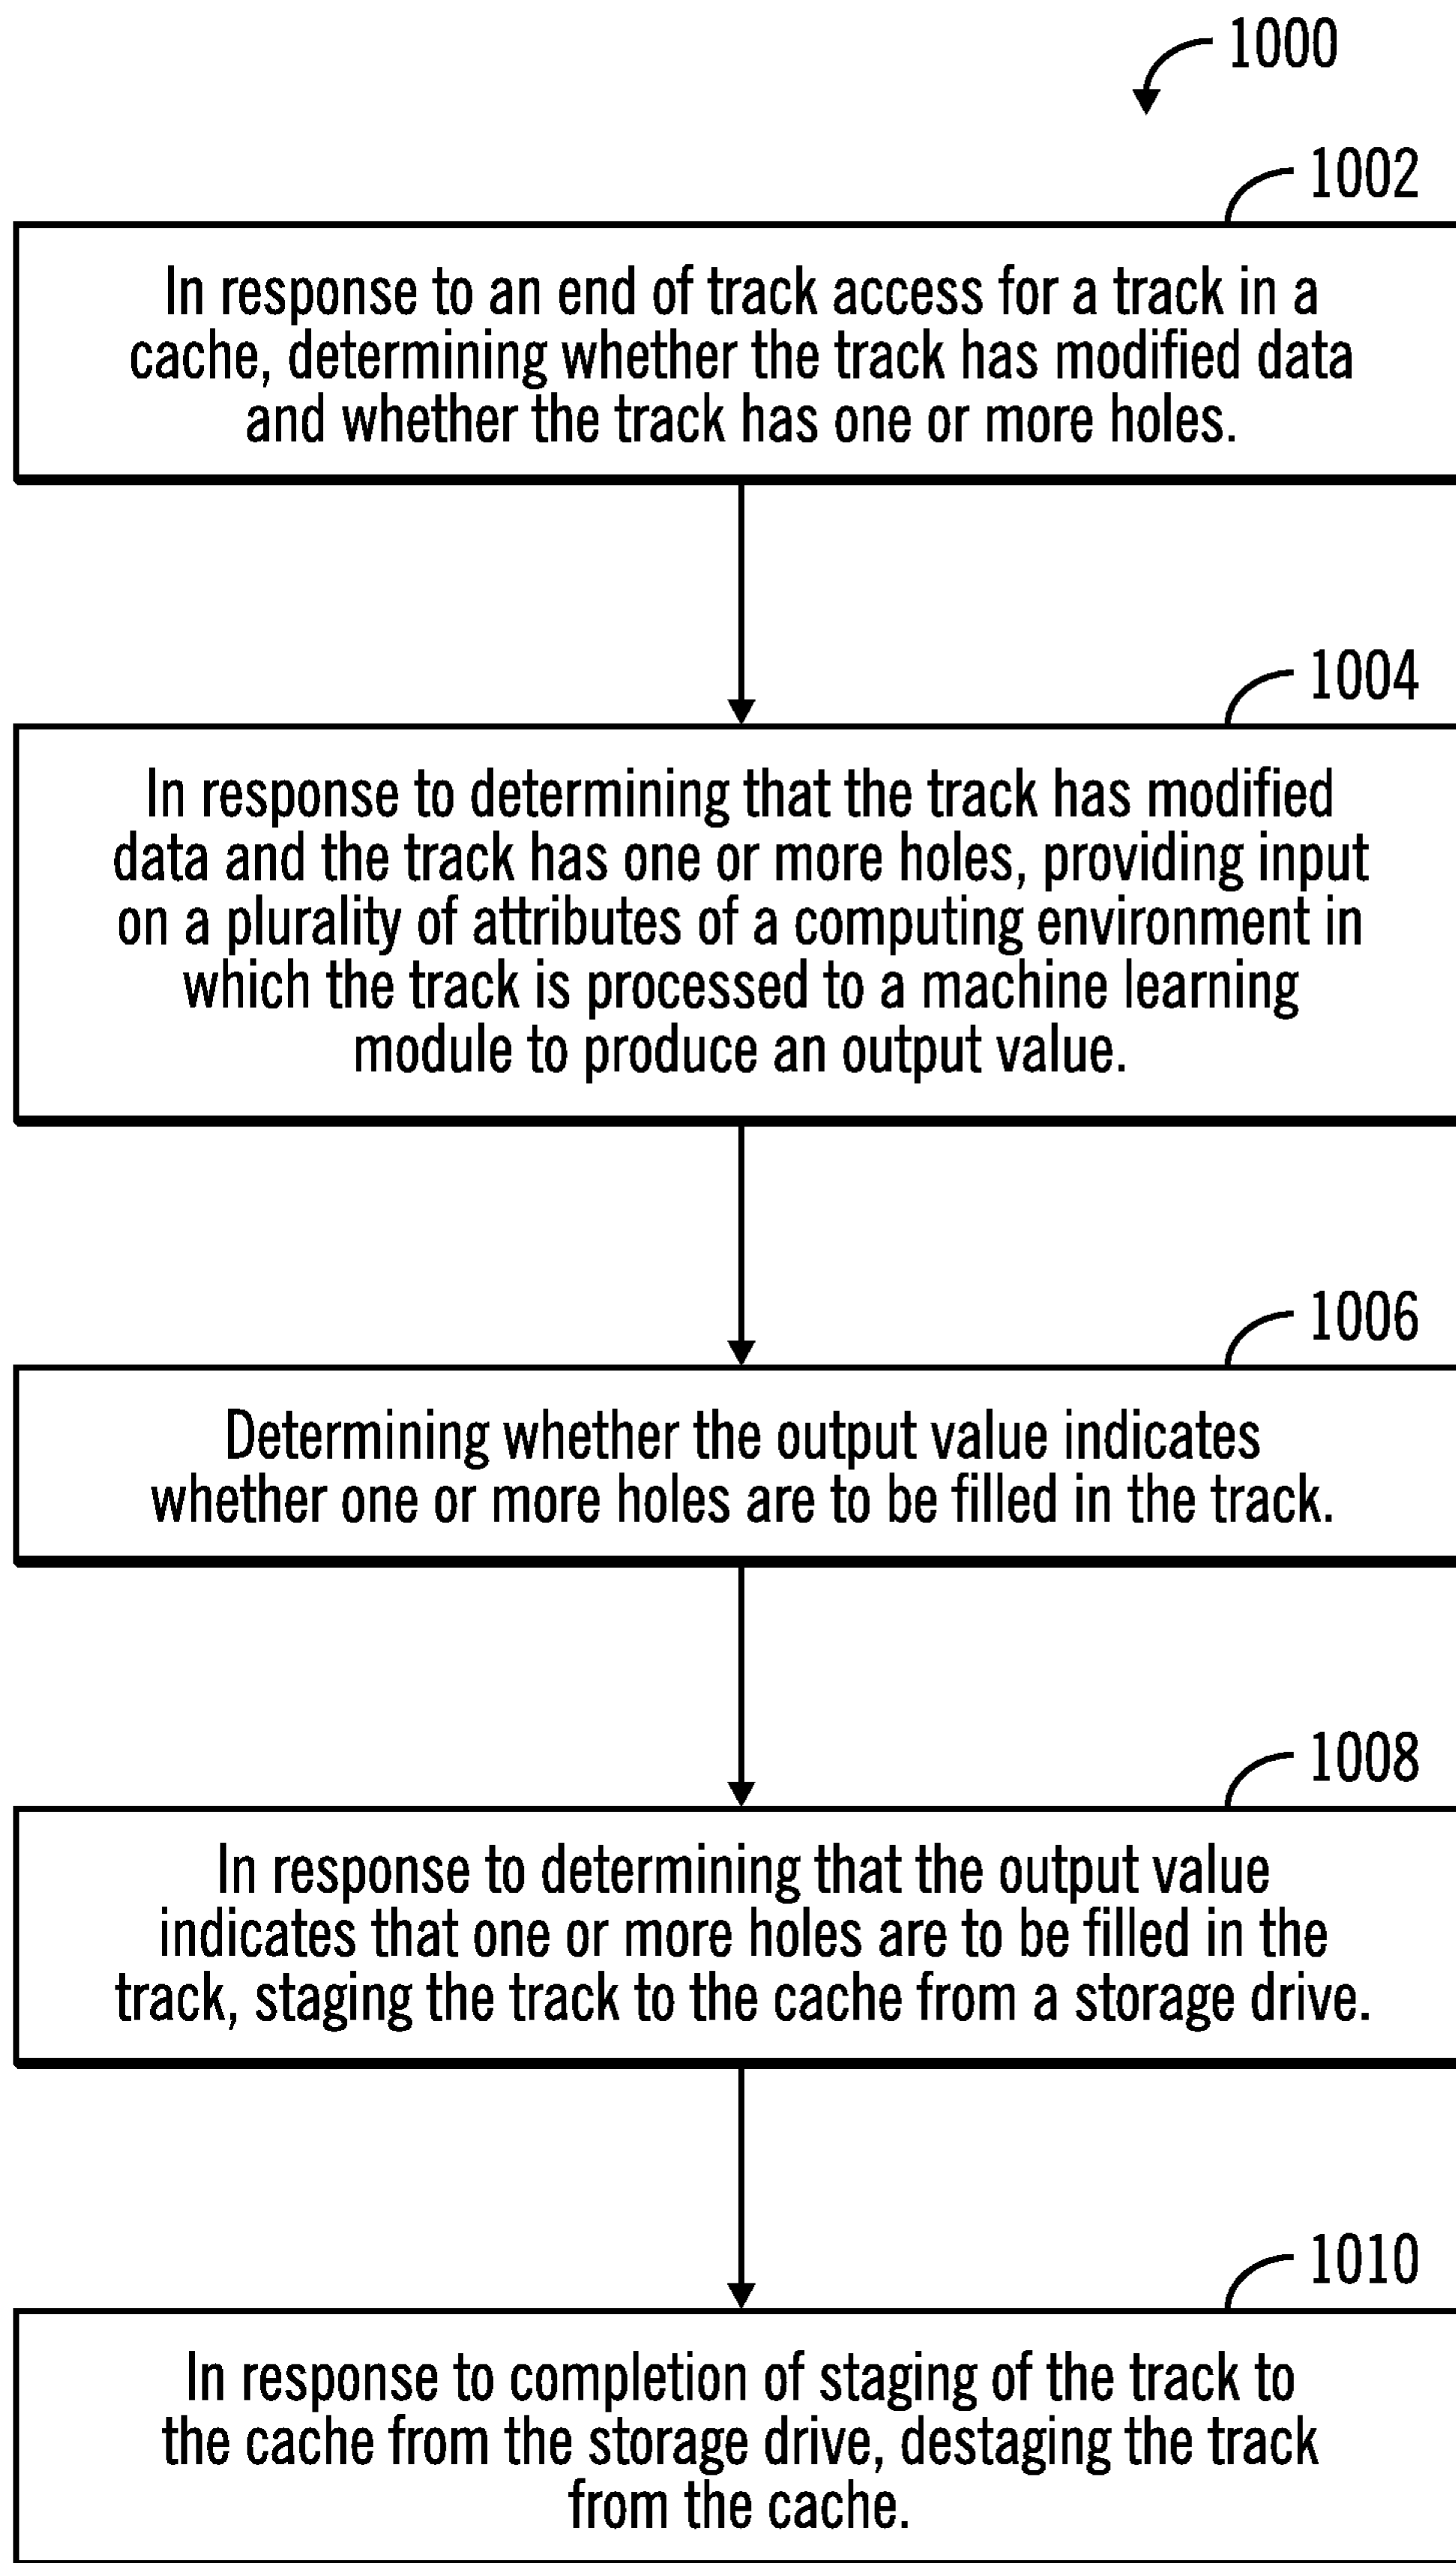 1000
1002
In response to an end of track access for a track in a
cache, determining whether the track has modified data
and whether the track has one or more holes.
1004
In response to determining that the track has modified
data and the track has one or more holes, providing input
on a plurality of attributes of a computing environment in
which the track is processed to a machine learning
module to produce an output value.
1006
Determining whether the output value indicates
whether one or more holes are to be filled in the track.
1008
In response to determining that the output value
indicates that one or more holes are to be filled in the
track, staging the track to the cache from a storage drive.
1010
In response to completion of staging of the track to
the cache from the storage drive, destaging the track
from the cache.